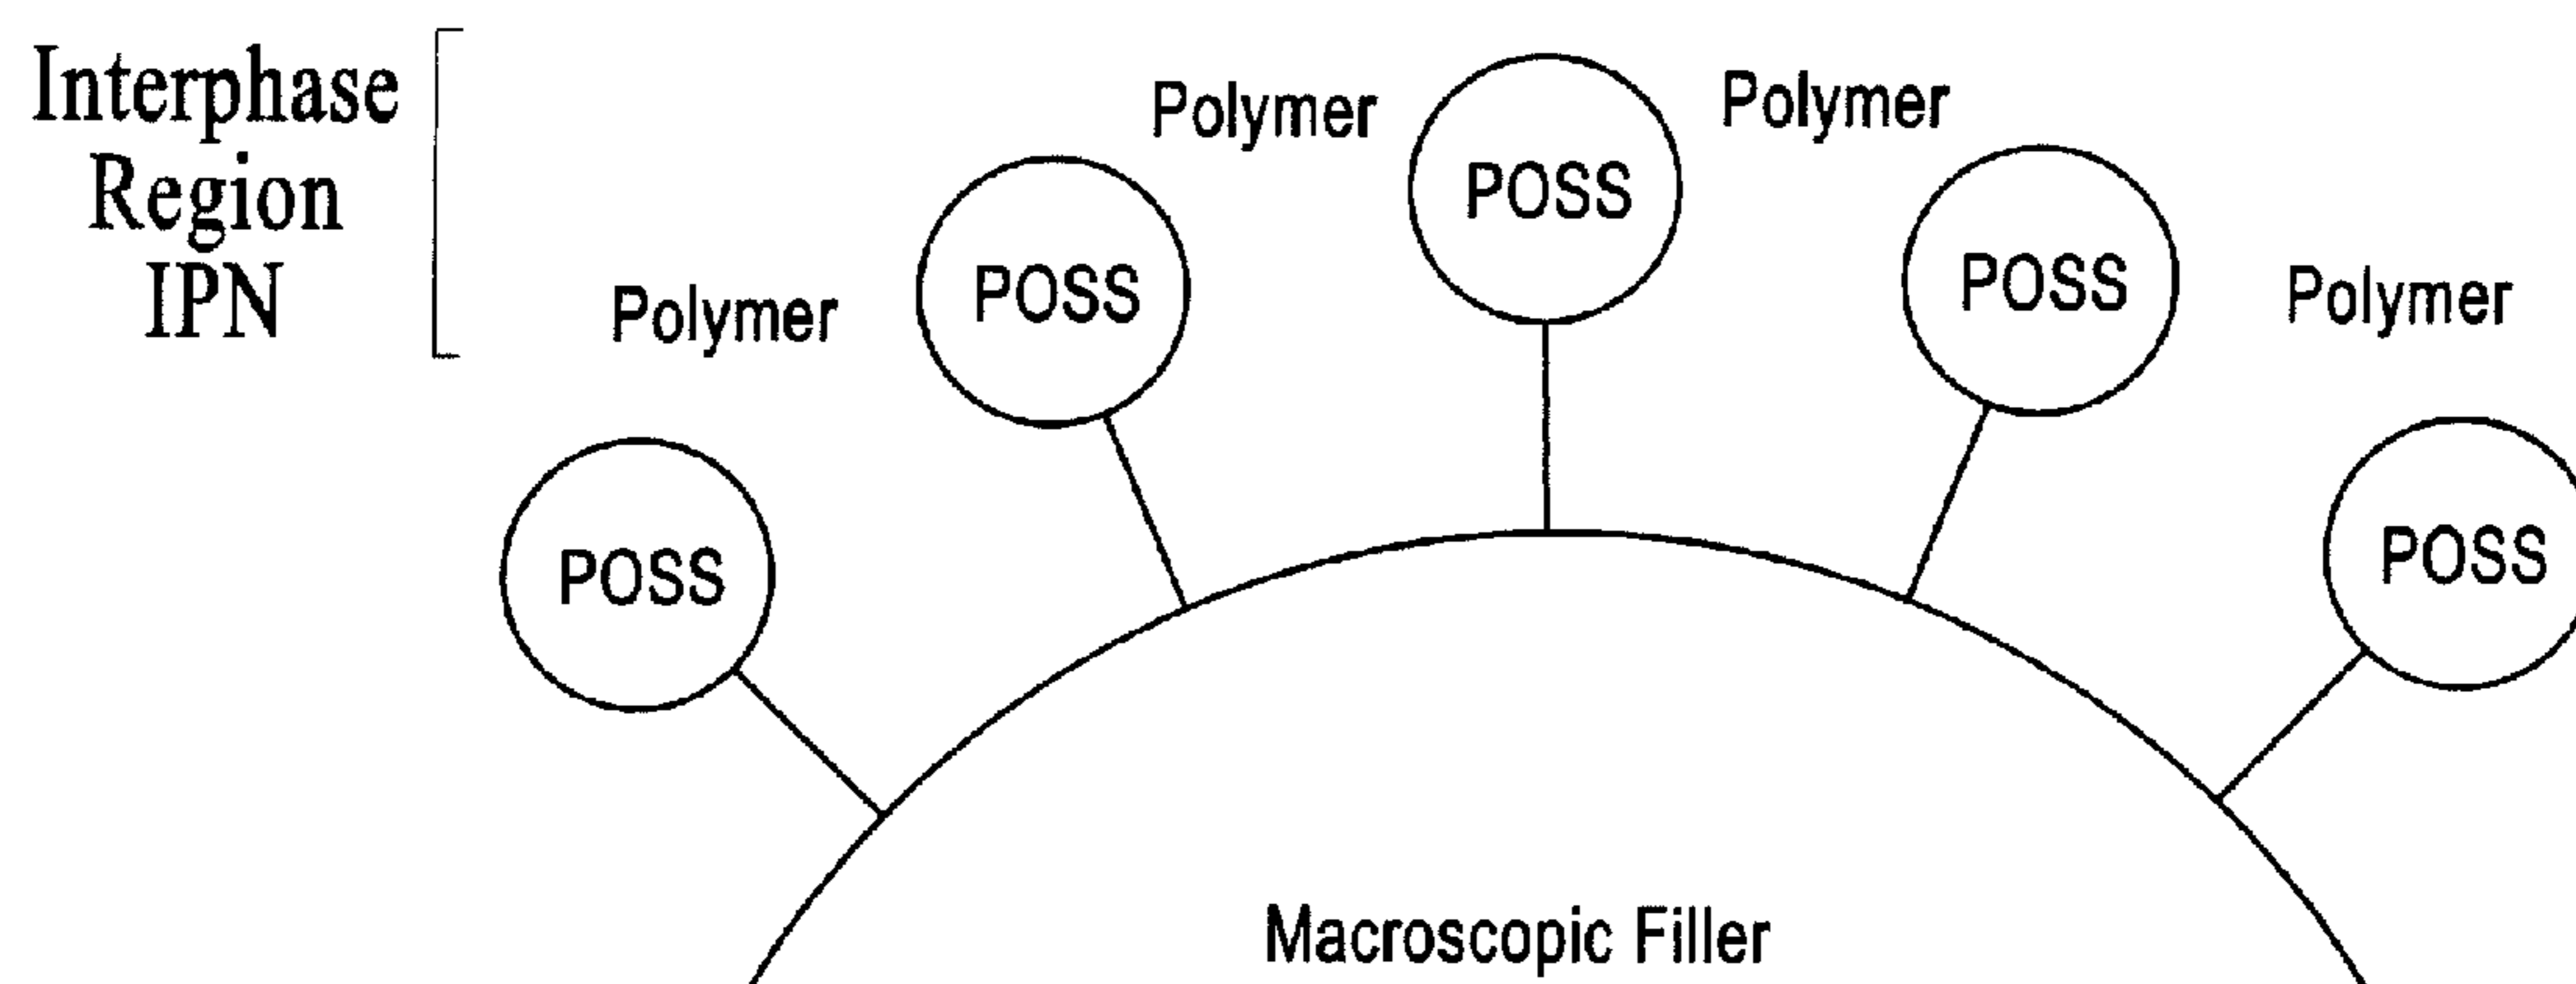 Interphase
Region
IPN
Polymer
Polymer
Polymer
Polymer
POSS
POSS
POSS
POSS
POSS
Macroscopic Filler